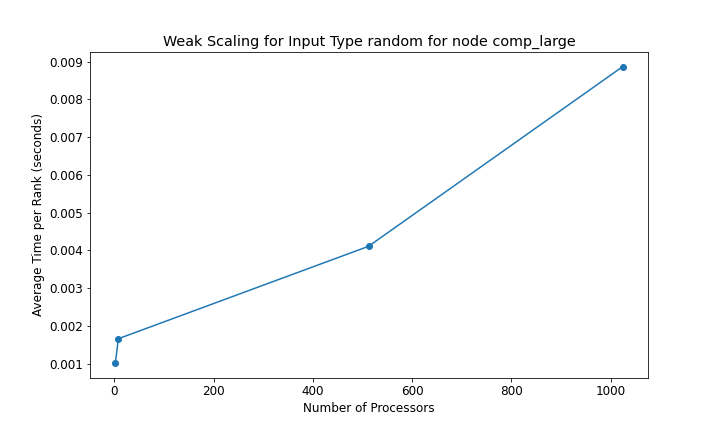 Weak Scaling for Input Type random for node comp_large
Average Time per Rank (seconds)
0.009
0.008
0.007
0.006
0.005
0.004
0.003
0.002
0.001
0 200 400 600 800 1000
Number of Processors